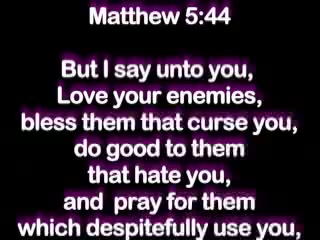 Matthew 5:44
But I say unto you,
Love your enemies,
bless them that curse you,
do good to them
that hate you,
and pray for them
which despitefully use you,